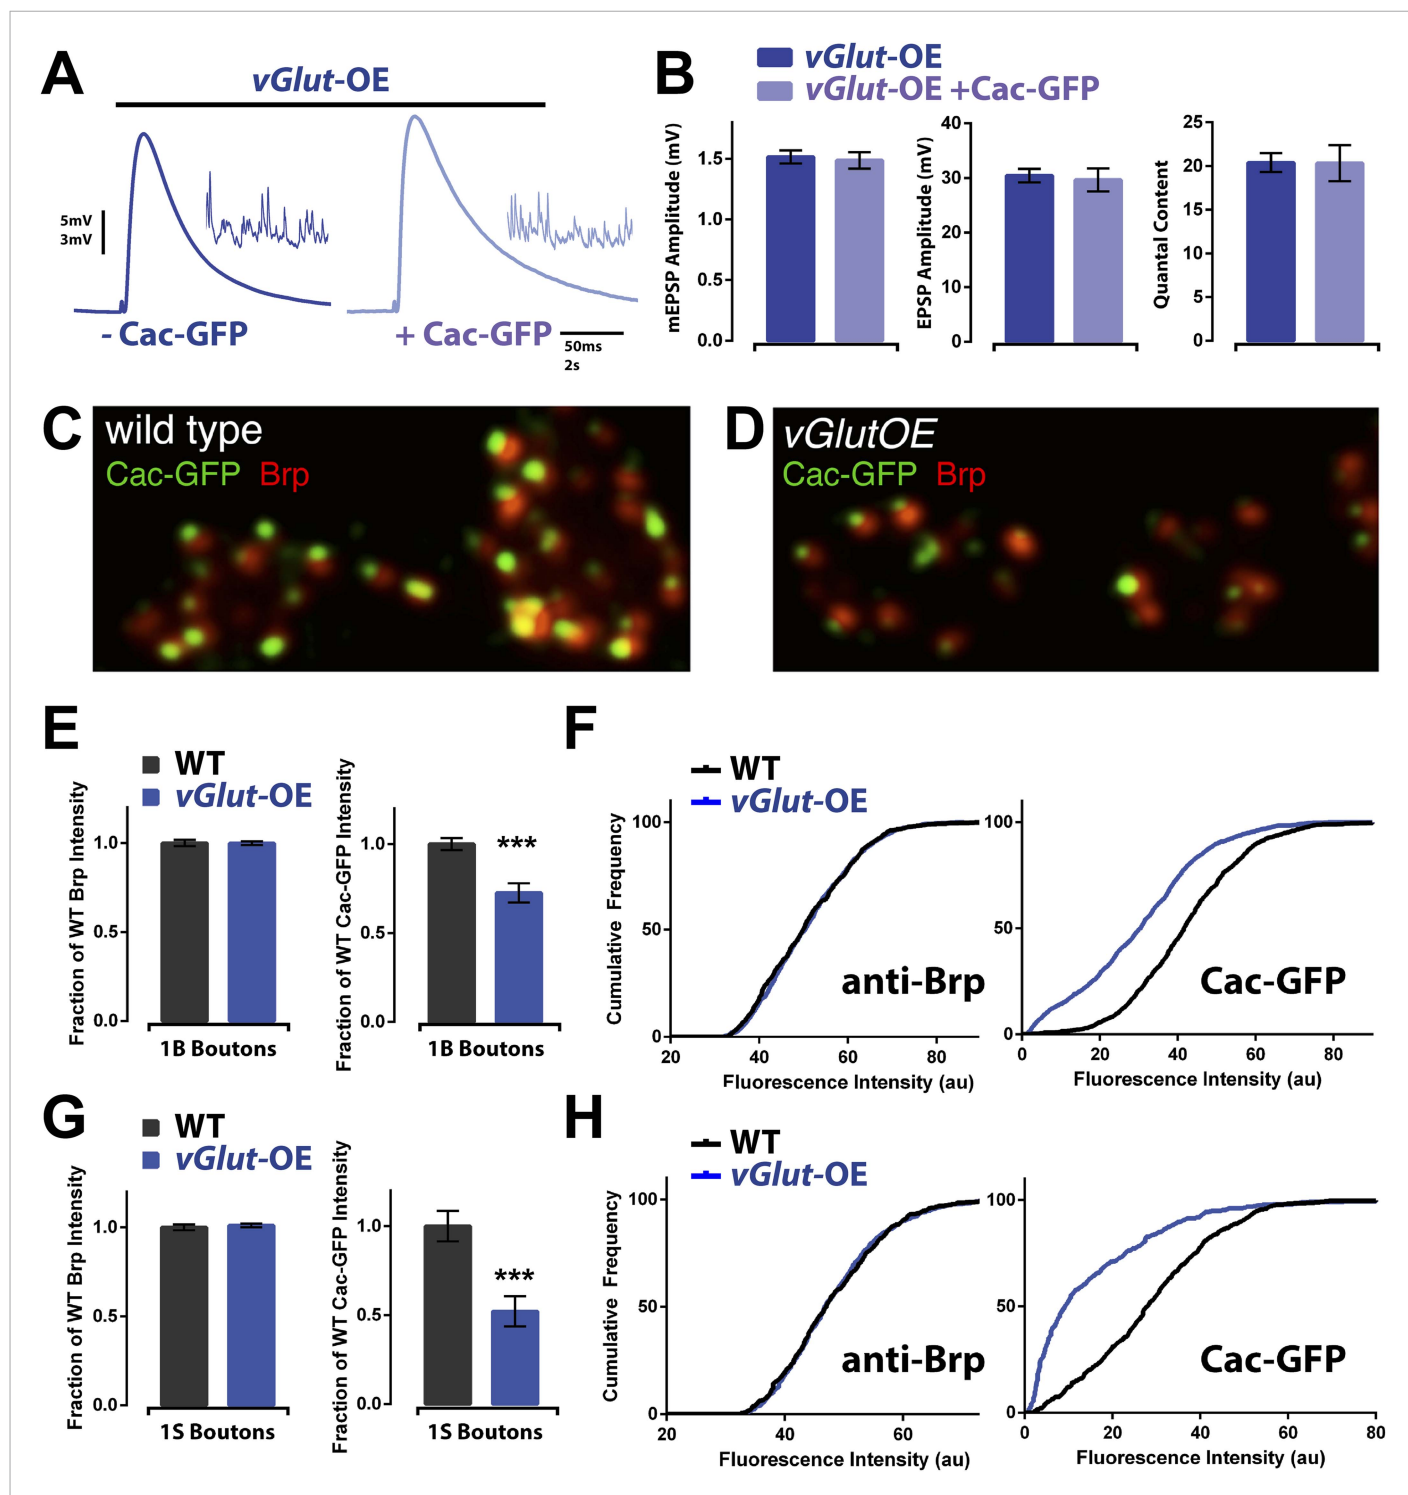 A
vGlut-OE
5mV
3mV
- Cac-GFP
+ Cac-GFP
50ms
2s
B
vGlut-OE
vGlut-OE +Cac-GFP
mEPSP Amplitude (mV)
1.5
1.0
0.5
0.0
EPSP Amplitude (mV)
40
30
20
10
0
Quantal Content
25
20
15
10
5
0
C
wild type
Cac-GFP Brp
D
vGlutOE
Cac-GFP Brp
E
WT
vGlut-OE
Fraction of WT Brp Intensity
1.0
0.5
0.0
1B Boutons
Fraction of WT Cac-GFP Intensity
1.0
0.5
0.0
***
1B Boutons
F
WT
vGlut-OE
Cumulative Frequency
100
50
0
anti-Brp
20 40 60 80
Fluorescence Intensity (au)
100
50
0
Cac-GFP
0 20 40 60 80
Fluorescence Intensity (au)
G
WT
vGlut-OE
Fraction of WT Brp Intensity
1.0
0.5
0.0
1S Boutons
Fraction of WT Cac-GFP Intensity
1.0
0.5
0.0
***
1S Boutons
H
WT
vGlut-OE
Cumulative Frequency
100
50
0
anti-Brp
20 40 60
Fluorescence Intensity (au)
100
50
0
Cac-GFP
0 20 40 60 80
Fluorescence Intensity (au)